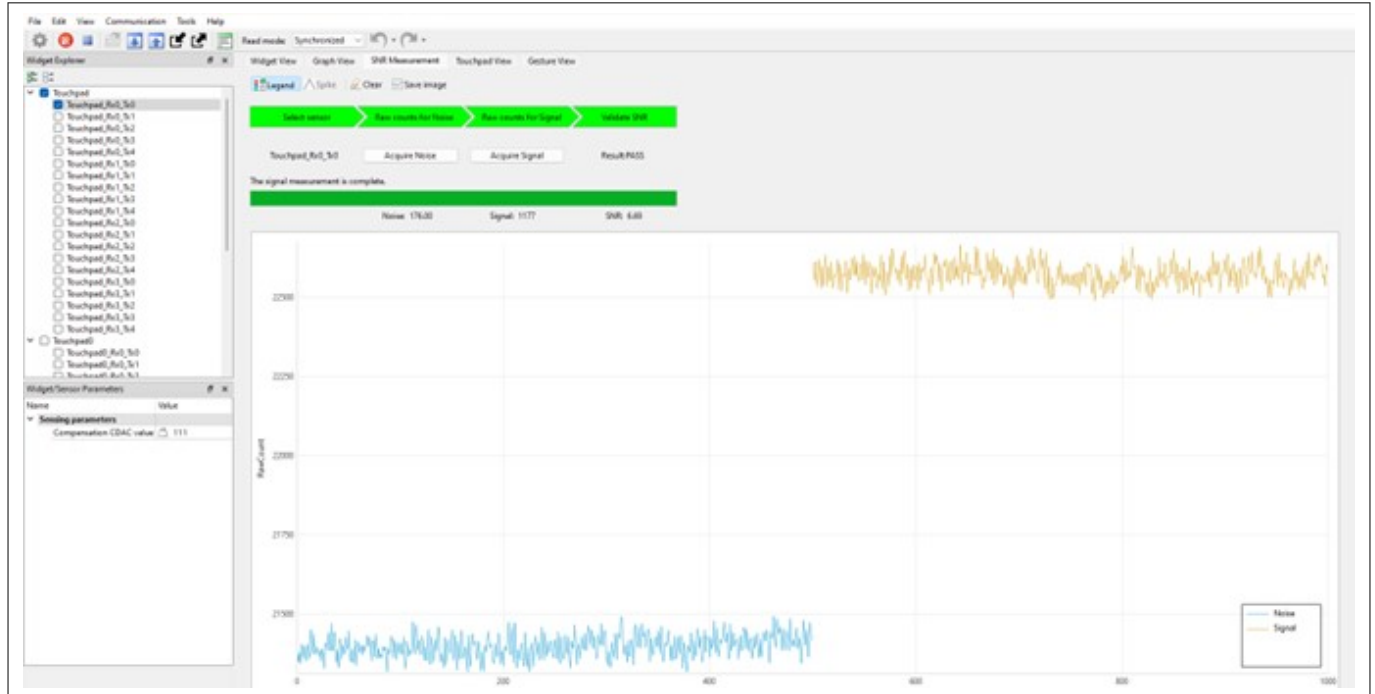 File Edit View Communication Tools Help
Read mode: Synchronized
Widget Explorer
Widget View Graph View SNR Measurement Touchpad View Gesture View
Legend Spike Clear Save image
Touchpad
Touchpad_Rx0_Tx0
Touchpad_Rx0_Tx1
Touchpad_Rx0_Tx2
Touchpad_Rx0_Tx3
Touchpad_Rx0_Tx4
Touchpad_Rx1_Tx0
Touchpad_Rx1_Tx1
Touchpad_Rx1_Tx2
Touchpad_Rx1_Tx3
Touchpad_Rx1_Tx4
Touchpad_Rx2_Tx0
Touchpad_Rx2_Tx1
Touchpad_Rx2_Tx2
Touchpad_Rx2_Tx3
Touchpad_Rx2_Tx4
Touchpad_Rx3_Tx0
Touchpad_Rx3_Tx1
Touchpad_Rx3_Tx2
Touchpad_Rx3_Tx3
Touchpad_Rx3_Tx4
Touchpad0
Touchpad0_Rx0_Tx0
Touchpad0_Rx0_Tx1
Widget/Sensor Parameters
Name Value
Sensing parameters
Compensation CDAC value 111
Select sensor Raw counts for Noise Raw counts for Signal Validate SNR
Touchpad_Rx0_Tx0 Acquire Noise Acquire Signal Result:PASS
The signal measurement is complete.
Noise: 176.00 Signal: 1177 SNR: 6.69
RawCount
22500
22250
22000
21750
21500
0 200 400 600 800 1000
Noise
Signal